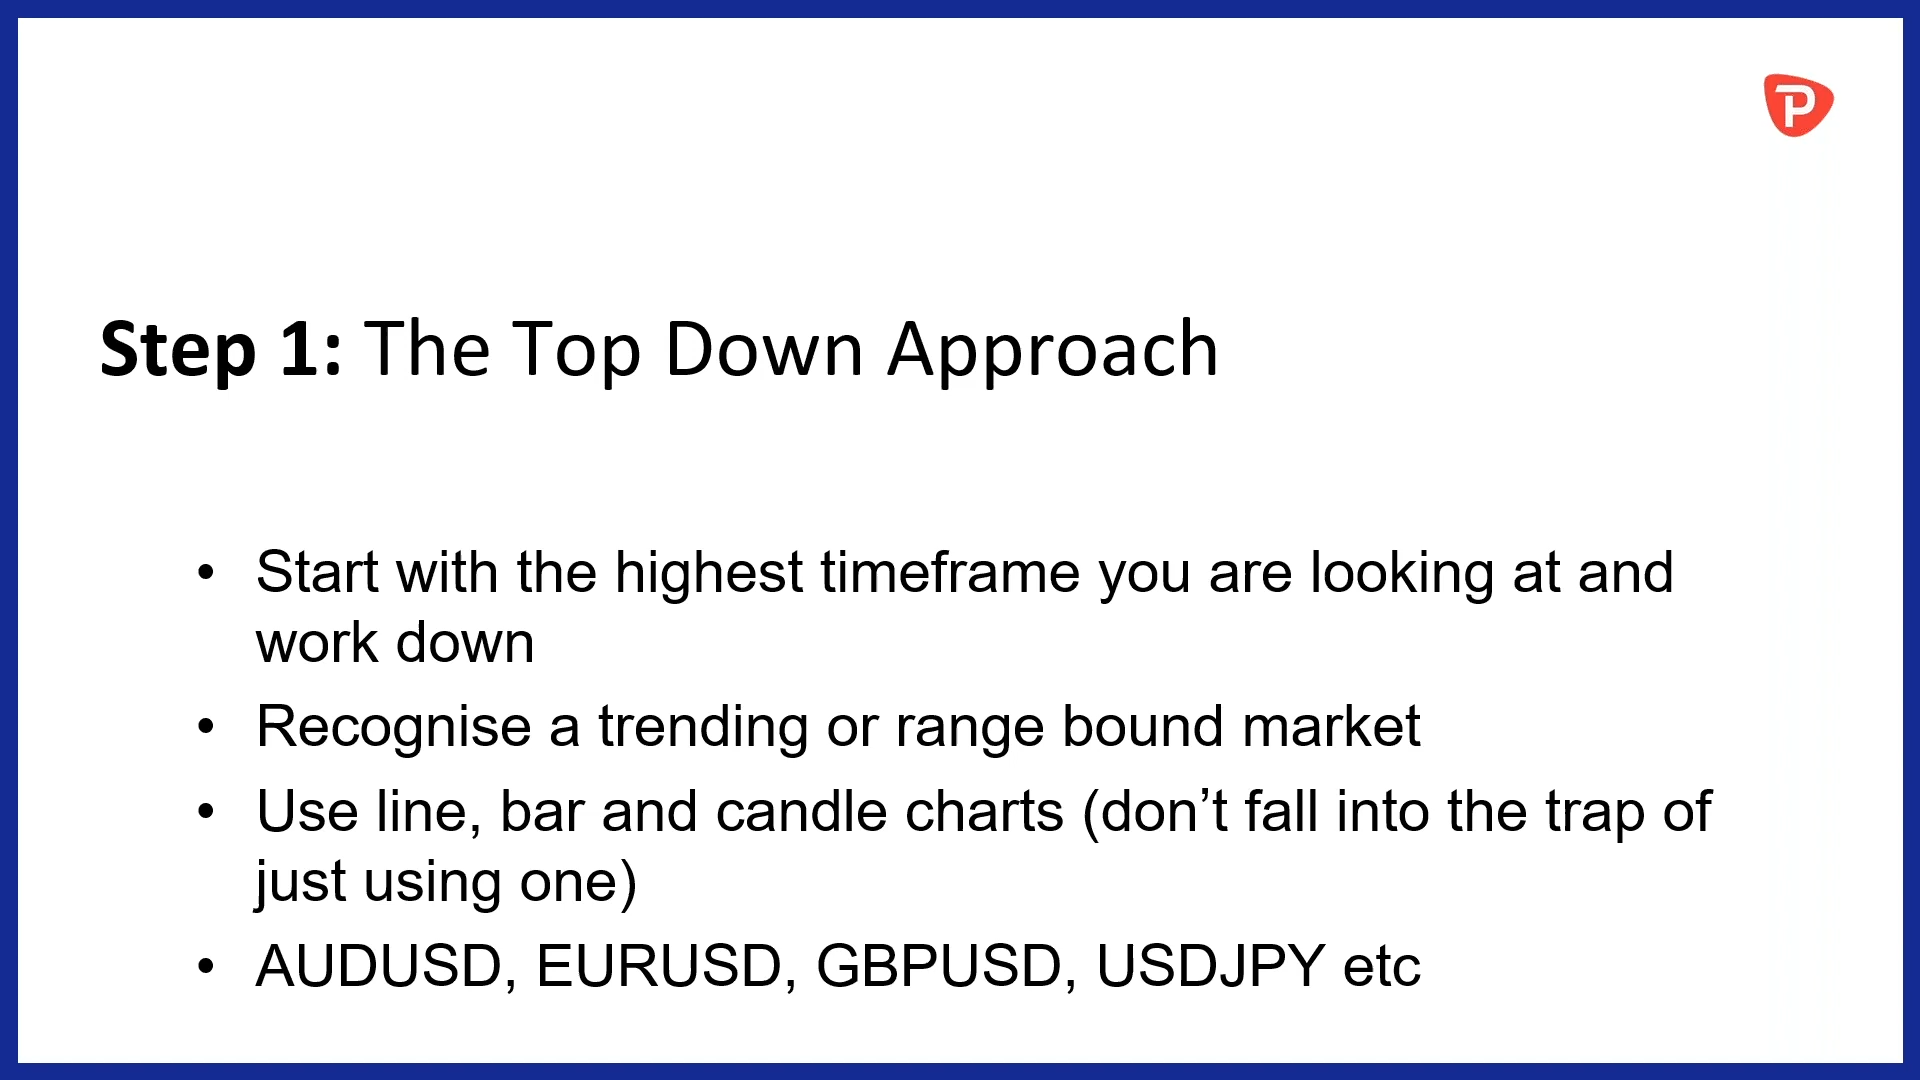 P
Step 1: The Top Down Approach
• Start with the highest timeframe you are looking at and
work down
• Recognise a trending or range bound market
• Use line, bar and candle charts (don’t fall into the trap of
just using one)
• AUDUSD, EURUSD, GBPUSD, USDJPY etc